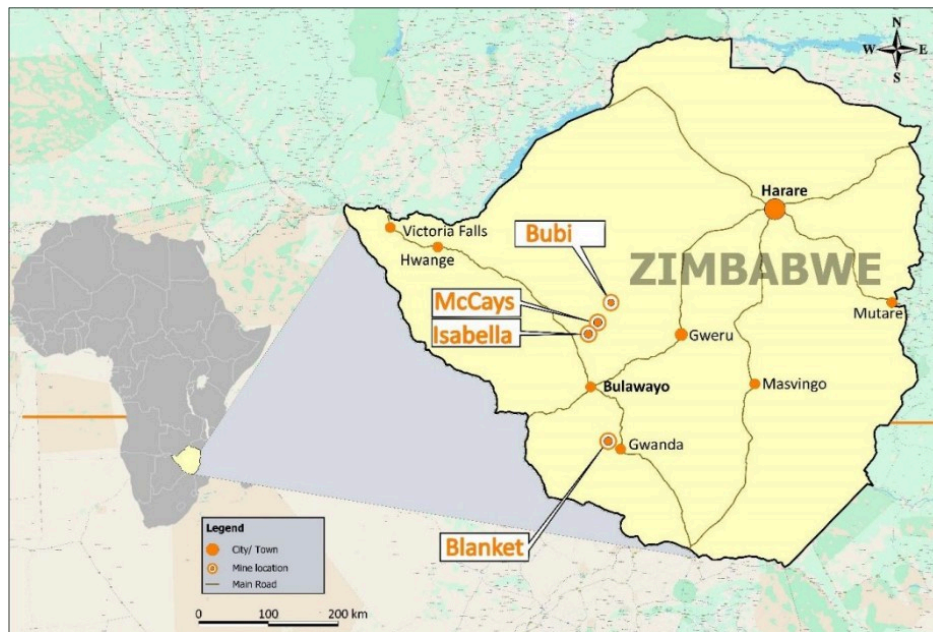 N
W E
S
Harare
Victoria Falls
Hwange
Bubi
ZIMBABWE
McCays
Isabella
Mutare
Gweru
Bulawayo
Masvingo
Gwanda
Blanket
Legend
City/ Town
Mine location
Main Road
0 100 200 km